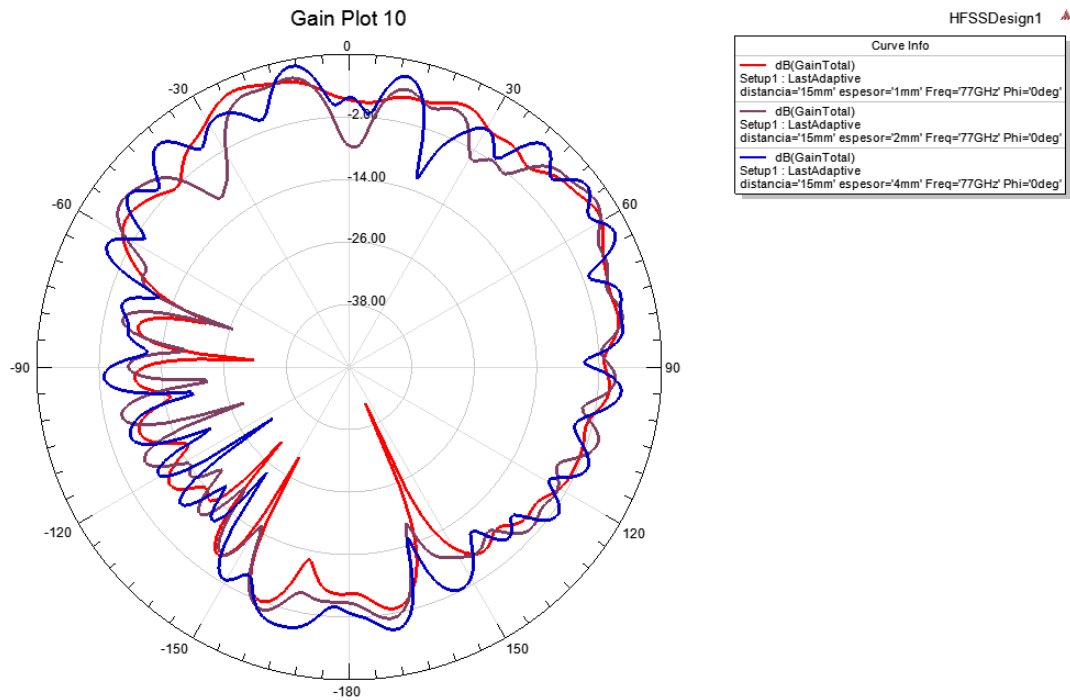 Gain Plot 10
HFSSDesign1
Curve Info
dB(GainTotal)
Setup1 : LastAdaptive
distancia='15mm' espesor='1mm' Freq='77GHz' Phi='0deg'
dB(GainTotal)
Setup1 : LastAdaptive
distancia='15mm' espesor='2mm' Freq='77GHz' Phi='0deg'
dB(GainTotal)
Setup1 : LastAdaptive
distancia='15mm' espesor='4mm' Freq='77GHz' Phi='0deg'
0
-30
30
-2.00
-14.00
-60
60
-26.00
-38.00
-90
90
-120
120
-150
150
-180